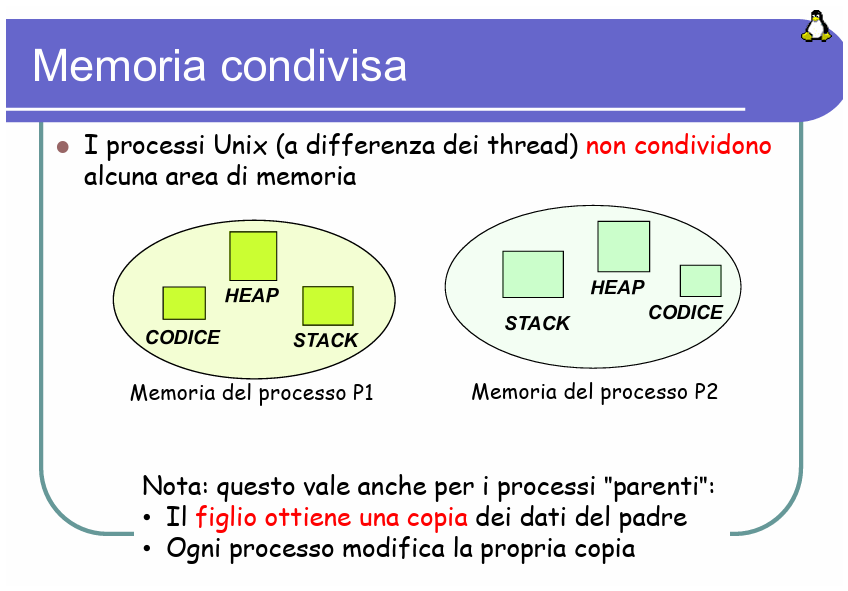 Memoria condivisa
● I processi Unix (a differenza dei thread) non condividono
alcuna area di memoria
HEAP
CODICE
STACK
Memoria del processo P1
HEAP
STACK
CODICE
Memoria del processo P2
Nota: questo vale anche per i processi "parenti":
• Il figlio ottiene una copia dei dati del padre
• Ogni processo modifica la propria copia